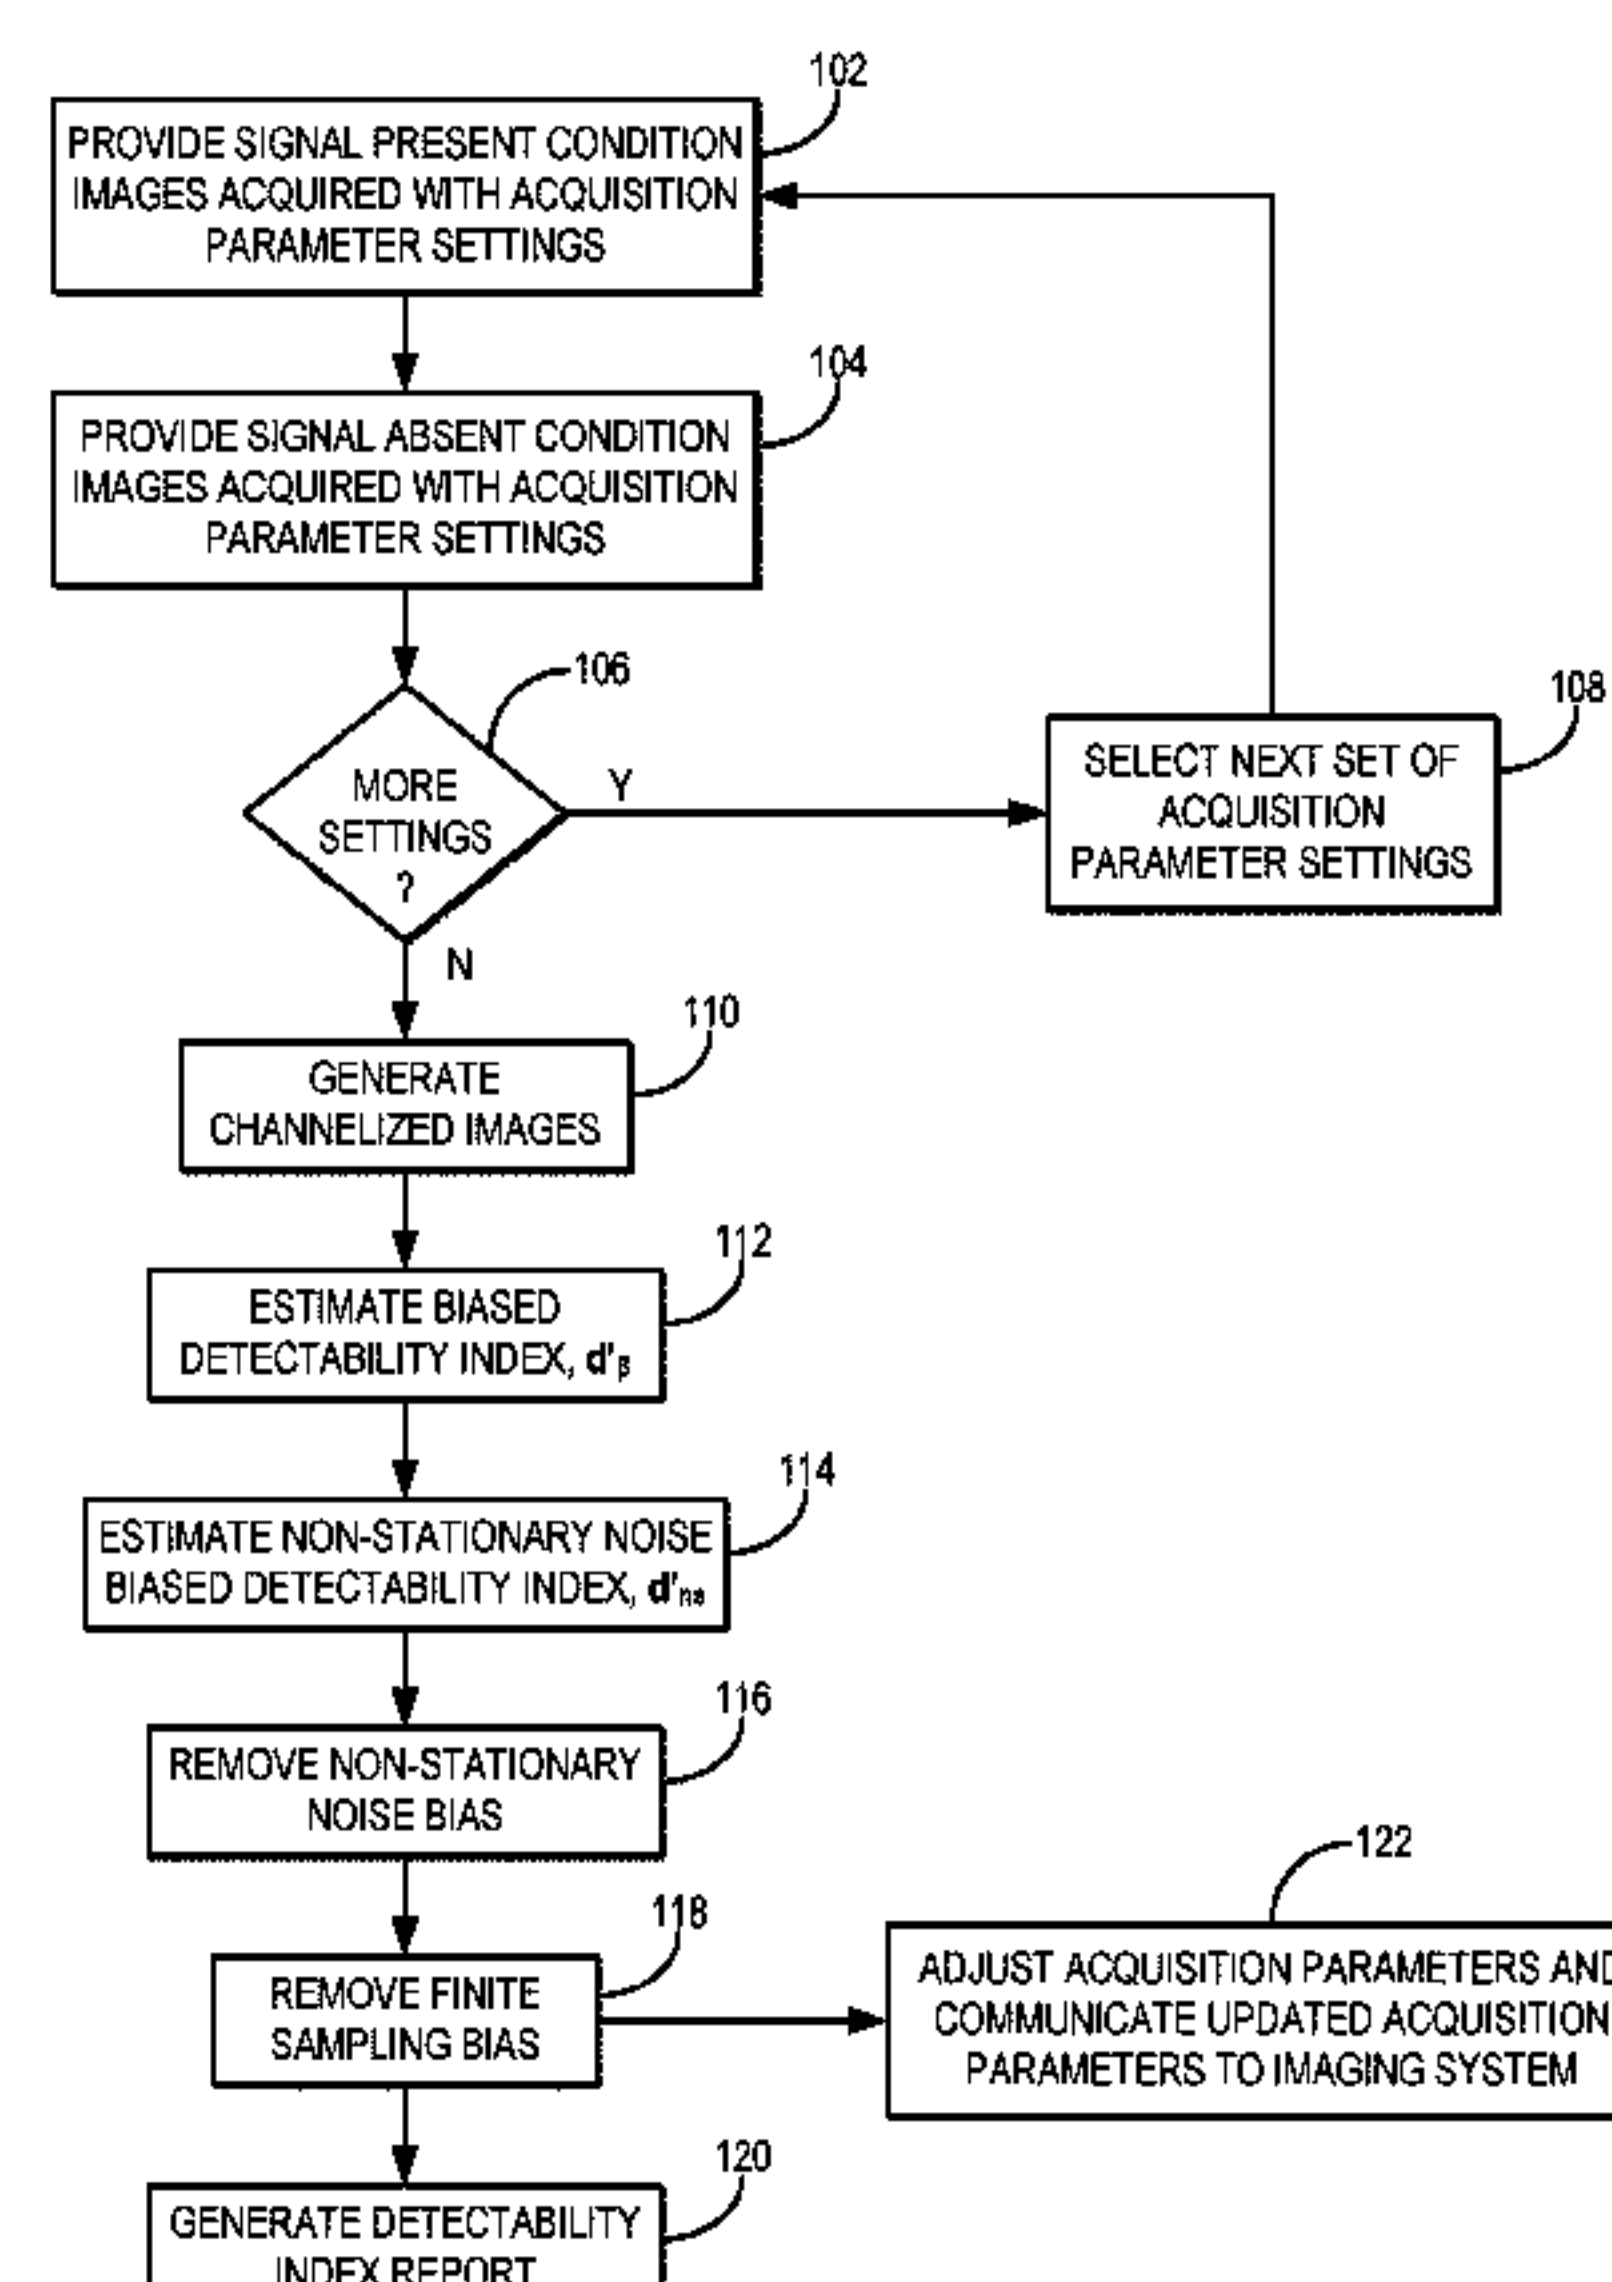 102
PROVIDE SIGNAL PRESENT CONDITION
IMAGES ACQUIRED WITH ACQUISITION
PARAMETER SETTINGS
104
PROVIDE SIGNAL ABSENT CONDITION
IMAGES ACQUIRED WITH ACQUISITION
PARAMETER SETTINGS
106
MORE
SETTINGS
?
Y
N
108
SELECT NEXT SET OF
ACQUISITION
PARAMETER SETTINGS
110
GENERATE
CHANNELIZED IMAGES
112
ESTIMATE BIASED
DETECTABILITY INDEX, d'β
114
ESTIMATE NON-STATIONARY NOISE
BIASED DETECTABILITY INDEX, d'ns
116
REMOVE NON-STATIONARY
NOISE BIAS
118
REMOVE FINITE
SAMPLING BIAS
122
ADJUST ACQUISITION PARAMETERS AND
COMMUNICATE UPDATED ACQUISITION
PARAMETERS TO IMAGING SYSTEM
120
GENERATE DETECTABILITY
INDEX REPORT